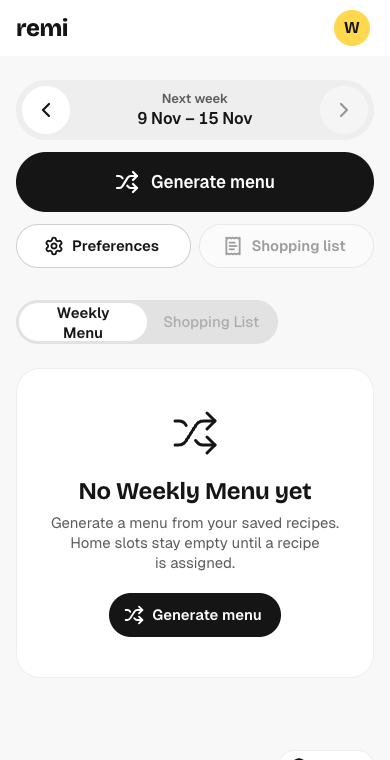 remi
W
Next week
9 Nov – 15 Nov
Generate menu
Preferences
Shopping list
Weekly
Menu
Shopping List
No Weekly Menu yet
Generate a menu from your saved recipes.
Home slots stay empty until a recipe
is assigned.
Generate menu